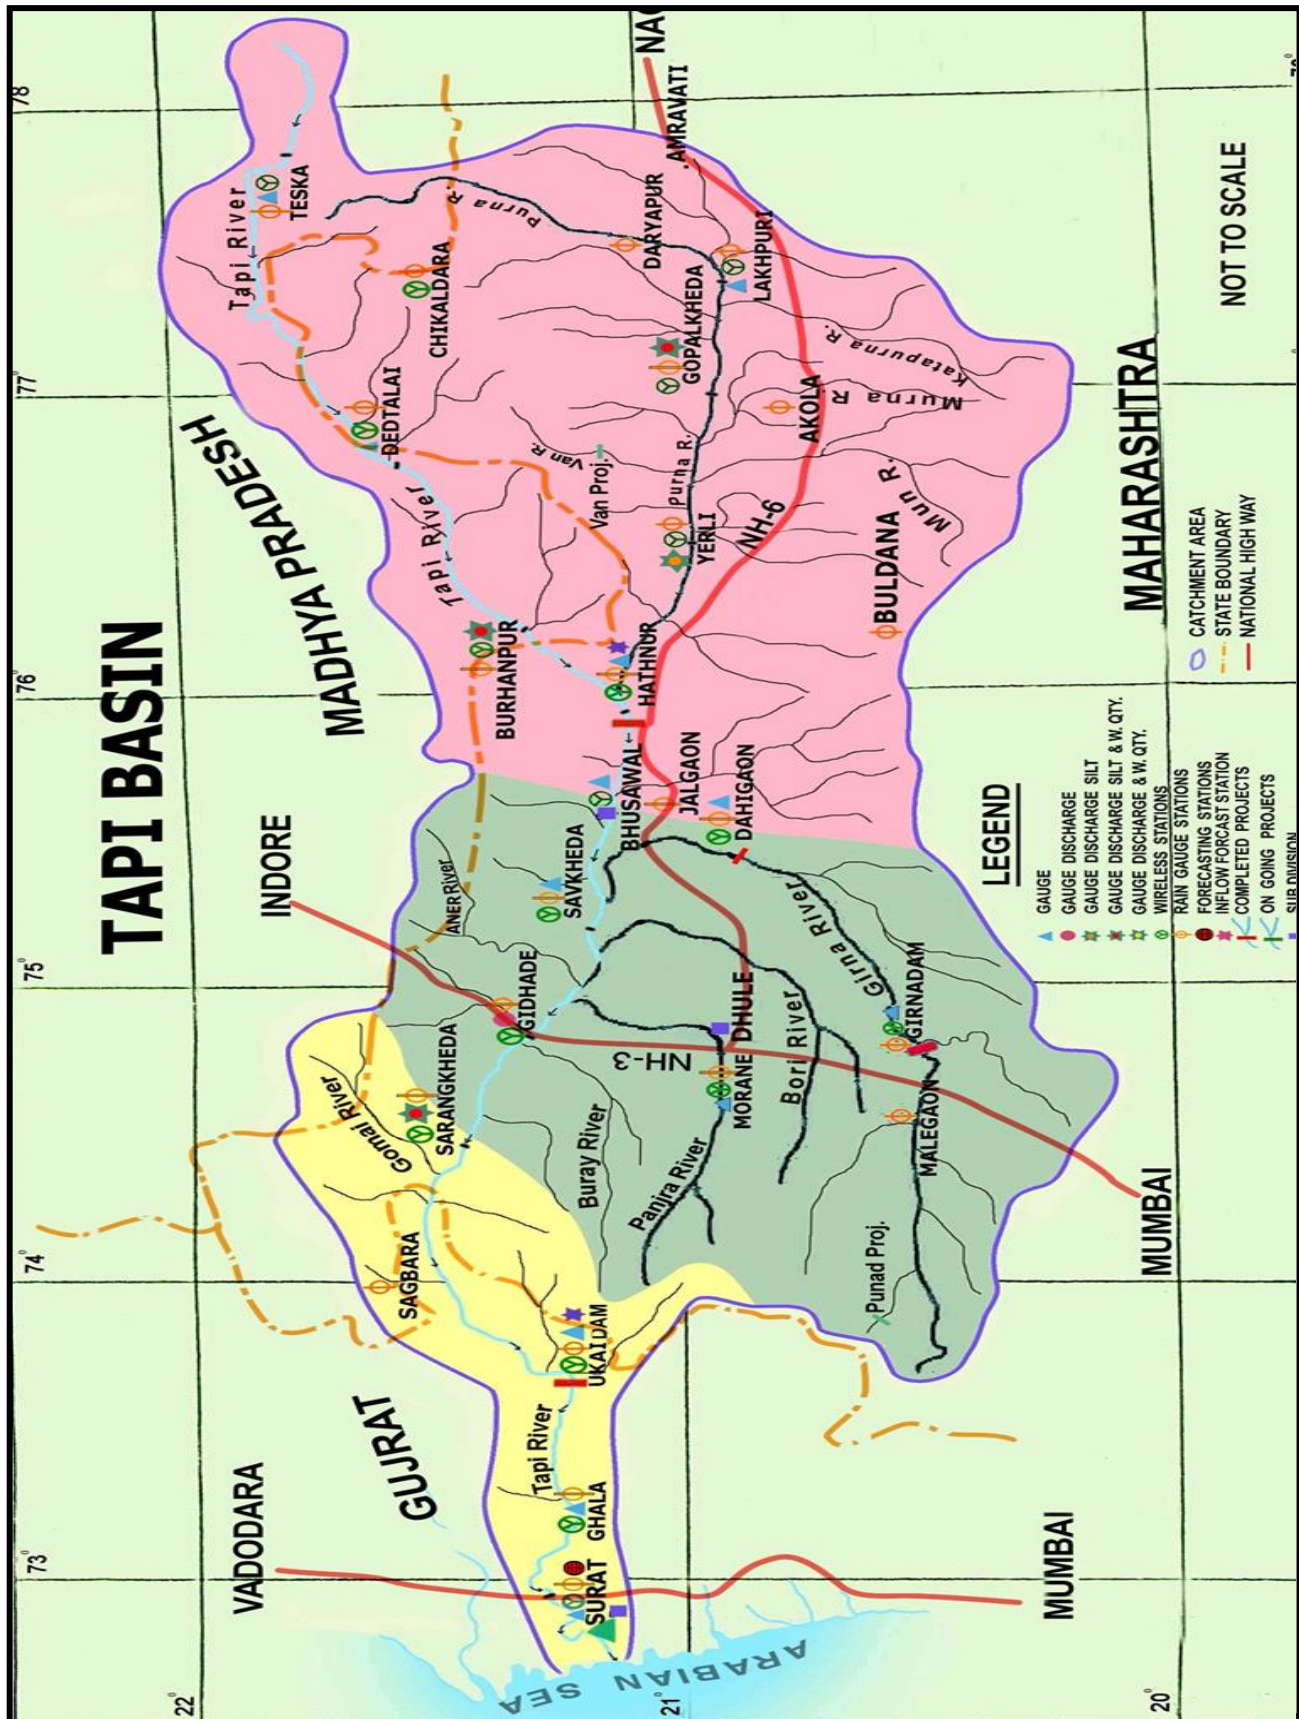 TAPI BASIN
78°
77°
76°
75°
74°
73°
22°
21°
20°
MADHYA PRADESH
MAHARASHTRA
GUJRAT
ARABIAN SEA
INDORE
VADODARA
MUMBAI
MUMBAI
NAG
NH-6
NH-3
NOT TO SCALE
Tapi River
TESKA
Purna R.
CHIKALDARA
DARYAPUR
AMRAVATI
LAKHPURI
GOPALKHEDA
DEDTALAI
Katapurna R.
Murna R
AKOLA
Van R.
Van Proj.
Purna R.
YERLI
Mun R.
BULDANA
Tapi River
BURHANPUR
HATHNUR
BHUSAWAL
JALGAON
DAHIGAON
SAVKHEDA
ANER River
GIDHADE
Girna River
GIRNADAM
DHULE
MORANE
Bori River
MALEGAON
Gomai River
SARANGKHEDA
Buray River
Panjra River
Punad Proj.
SAGBARA
UKAIDAM
Tapi River
GHALA
SURAT
LEGEND
GAUGE
GAUGE DISCHARGE
GAUGE DISCHARGE SILT
GAUGE DISCHARGE SILT & W. QTY.
GAUGE DISCHARGE & W. QTY.
WIRELESS STATIONS
RAIN GAUGE STATIONS
FORECASTING STATIONS
INFLOW FORCAST STATION
COMPLETED PROJECTS
ON GOING PROJECTS
SUB DIVISION
CATCHMENT AREA
STATE BOUNDARY
NATIONAL HIGH WAY